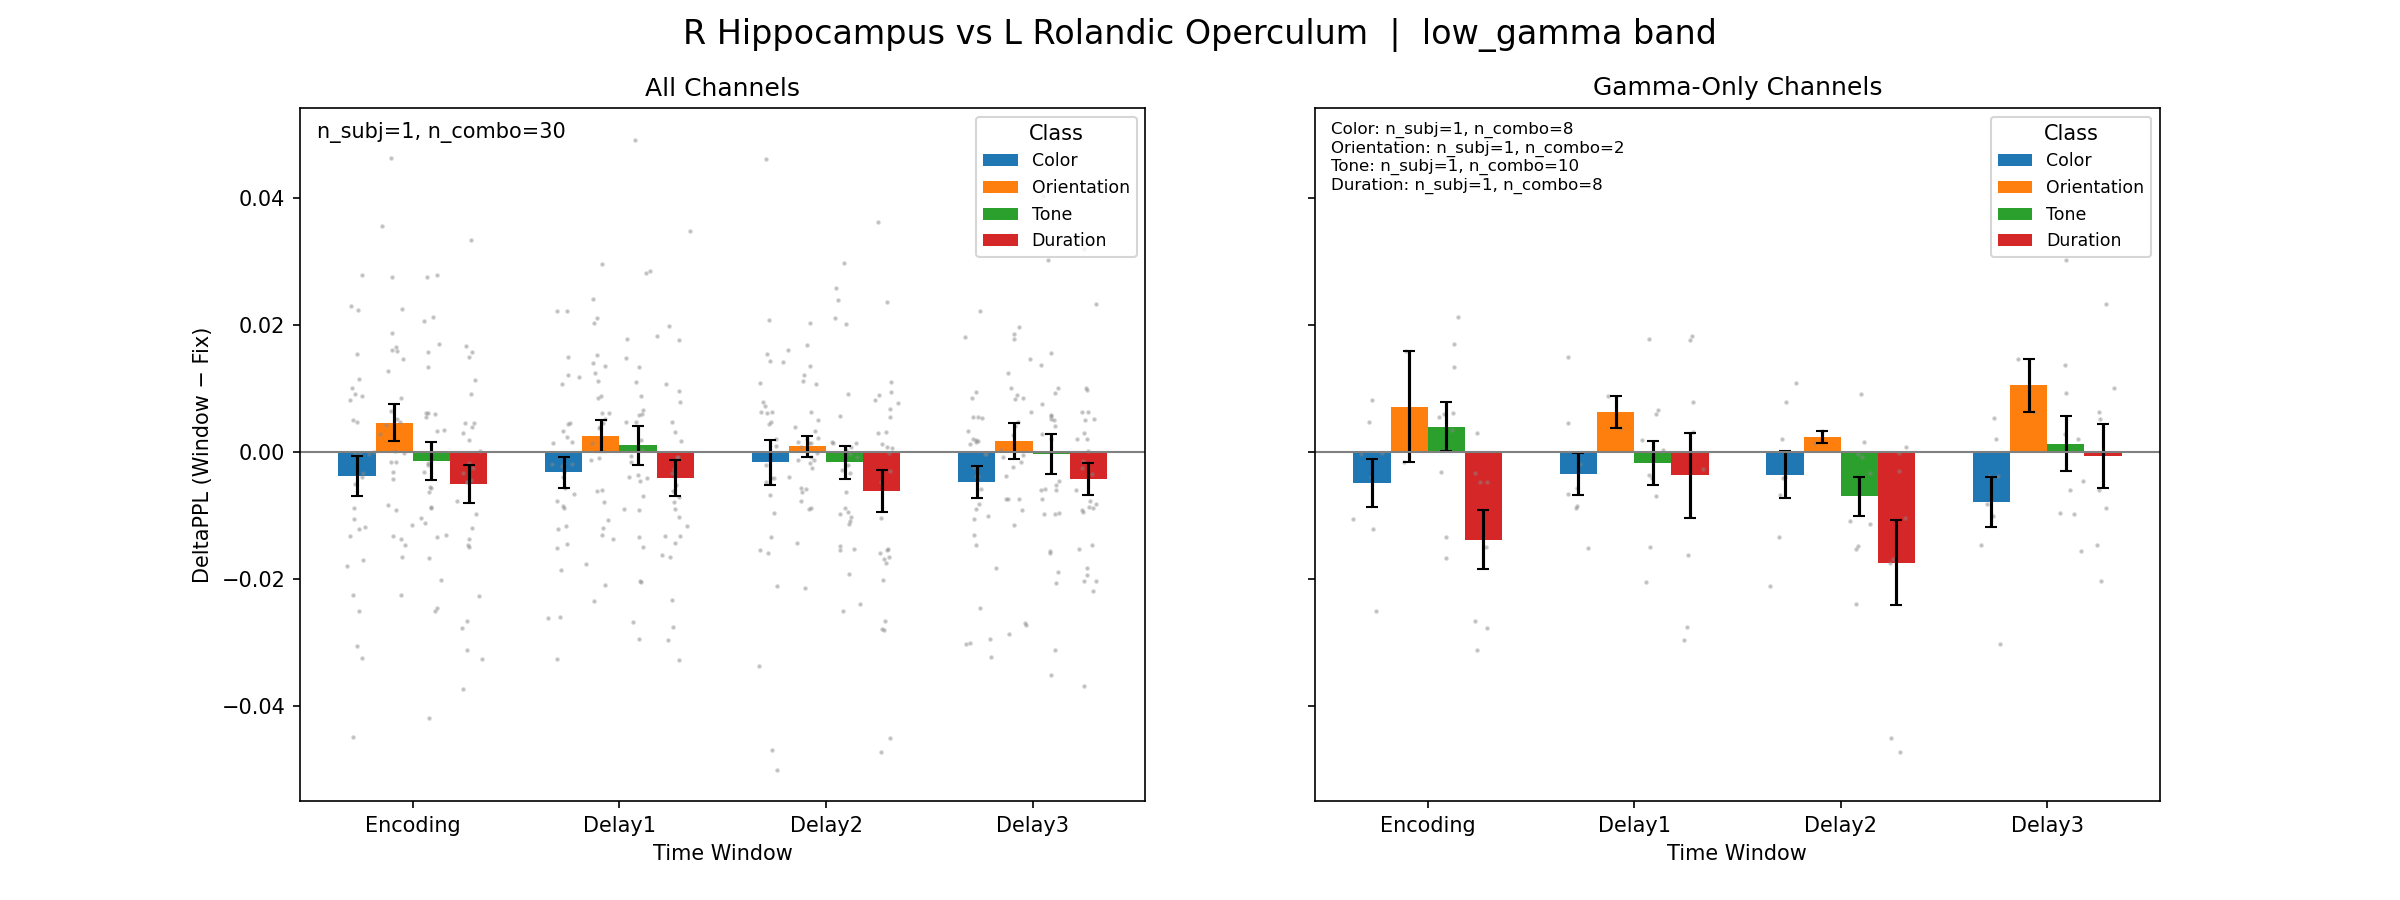 R Hippocampus vs L Rolandic Operculum | low_gamma band
All Channels
n_subj=1, n_combo=30
Class
Color
Orientation
Tone
Duration
0.04
0.02
0.00
−0.02
−0.04
DeltaPPL (Window − Fix)
Encoding
Delay1
Delay2
Delay3
Time Window
Gamma-Only Channels
Color: n_subj=1, n_combo=8
Orientation: n_subj=1, n_combo=2
Tone: n_subj=1, n_combo=10
Duration: n_subj=1, n_combo=8
Class
Color
Orientation
Tone
Duration
Encoding
Delay1
Delay2
Delay3
Time Window